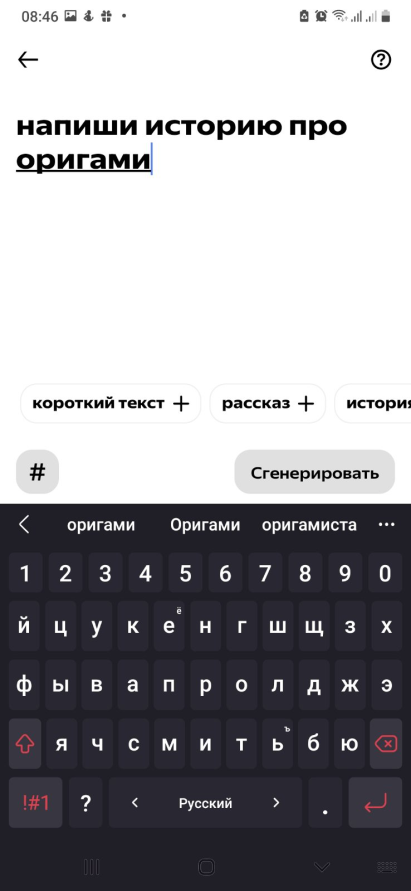 08:46
напиши историю про
оригами
короткий текст +
рассказ +
история
#
Сгенерировать
оригами Оригами оригамиста ...
1 2 3 4 5 6 7 8 9 0
й ц у к е ё н г ш щ з х
ф ы в а п р о л д ж э
я ч с м и т ь ъ б ю
!#1 ? < Русский > .